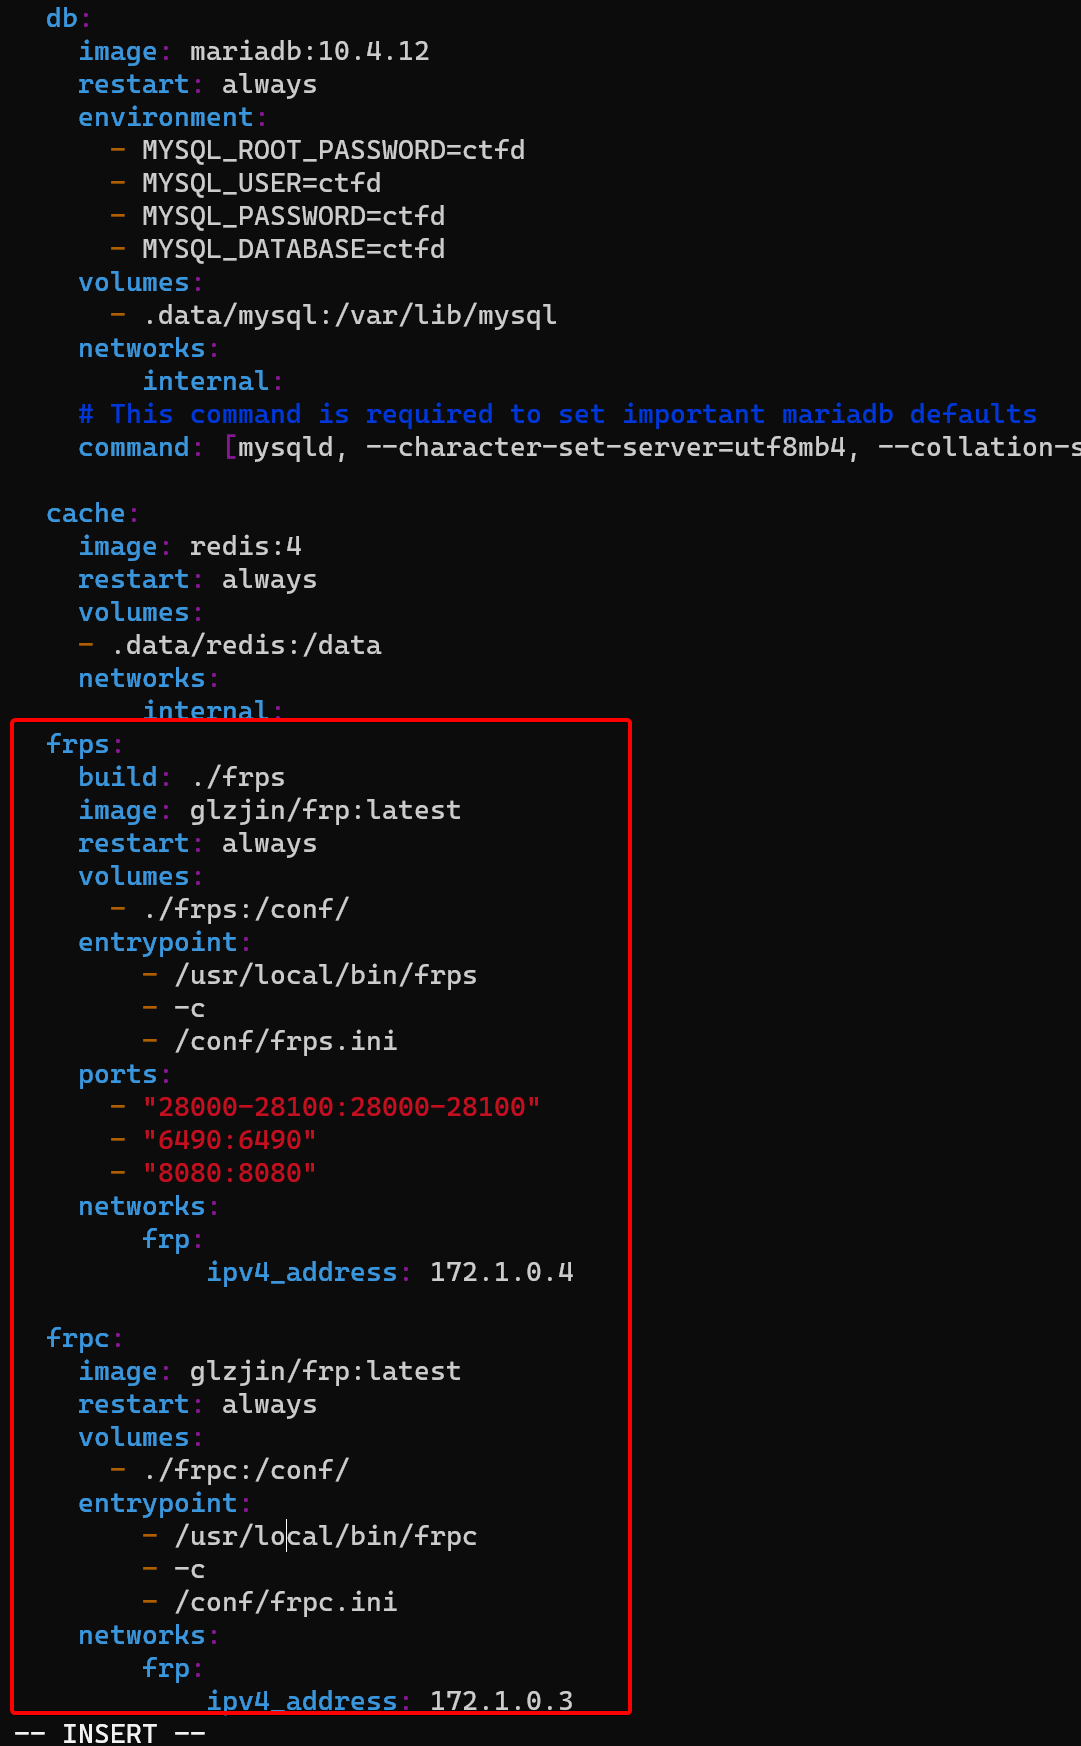 db:
  image: mariadb:10.4.12
  restart: always
  environment:
    - MYSQL_ROOT_PASSWORD=ctfd
    - MYSQL_USER=ctfd
    - MYSQL_PASSWORD=ctfd
    - MYSQL_DATABASE=ctfd
  volumes:
    - .data/mysql:/var/lib/mysql
  networks:
      internal:
  # This command is required to set important mariadb defaults
  command: [mysqld, --character-set-server=utf8mb4, --collation-s

cache:
  image: redis:4
  restart: always
  volumes:
  - .data/redis:/data
  networks:
      internal:
frps:
  build: ./frps
  image: glzjin/frp:latest
  restart: always
  volumes:
    - ./frps:/conf/
  entrypoint:
      - /usr/local/bin/frps
      - -c
      - /conf/frps.ini
  ports:
    - "28000-28100:28000-28100"
    - "6490:6490"
    - "8080:8080"
  networks:
      frp:
          ipv4_address: 172.1.0.4

frpc:
  image: glzjin/frp:latest
  restart: always
  volumes:
    - ./frpc:/conf/
  entrypoint:
      - /usr/local/bin/frpc
      - -c
      - /conf/frpc.ini
  networks:
      frp:
          ipv4_address: 172.1.0.3
-- INSERT --